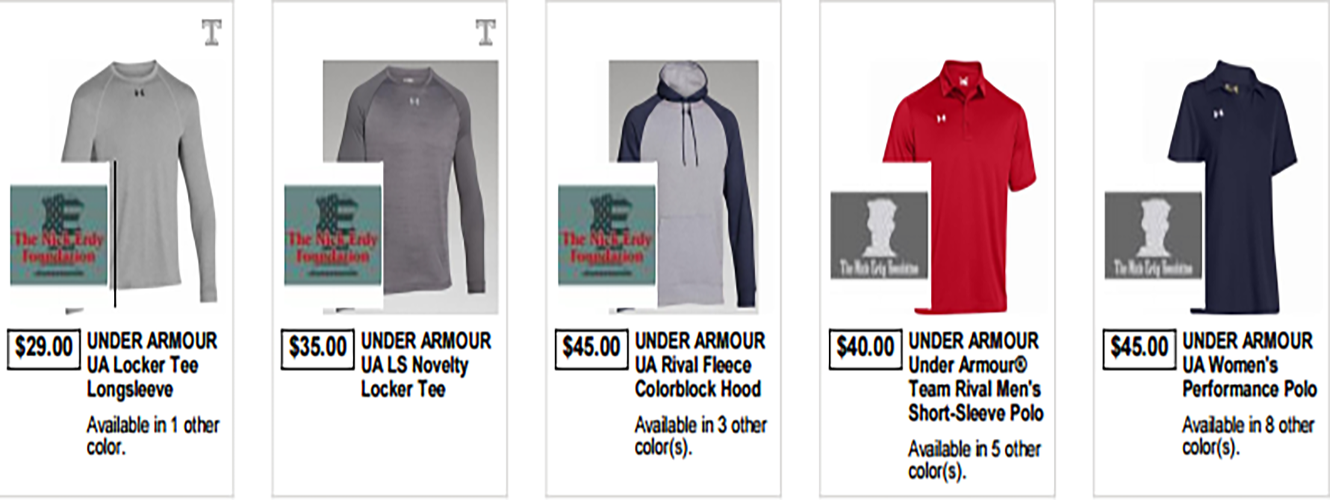 T
The Nick Erdy
Foundation
$29.00
UNDER ARMOUR
UA Locker Tee
Longsleeve
Available in 1 other
color.
T
The Nick Erdy
Foundation
$35.00
UNDER ARMOUR
UA LS Novelty
Locker Tee
The Nick Erdy
Foundation
$45.00
UNDER ARMOUR
UA Rival Fleece
Colorblock Hood
Available in 3 other
color(s).
The Nick Erdy Foundation
$40.00
UNDER ARMOUR
Under Armour®
Team Rival Men's
Short-Sleeve Polo
Available in 5 other
color(s).
The Nick Erdy Foundation
$45.00
UNDER ARMOUR
UA Women's
Performance Polo
Available in 8 other
color(s).